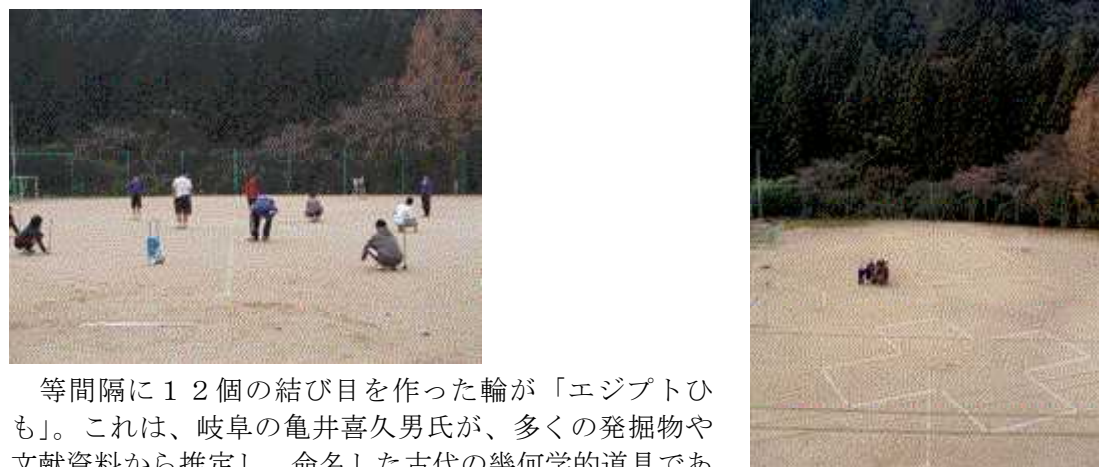 等間隔に１２個の結び目を作った輪が「エジプトひ
も」。これは、岐阜の亀井喜久男氏が、多くの発掘物や
文献資料から推定し、命名した古代の幾何学的道具であ